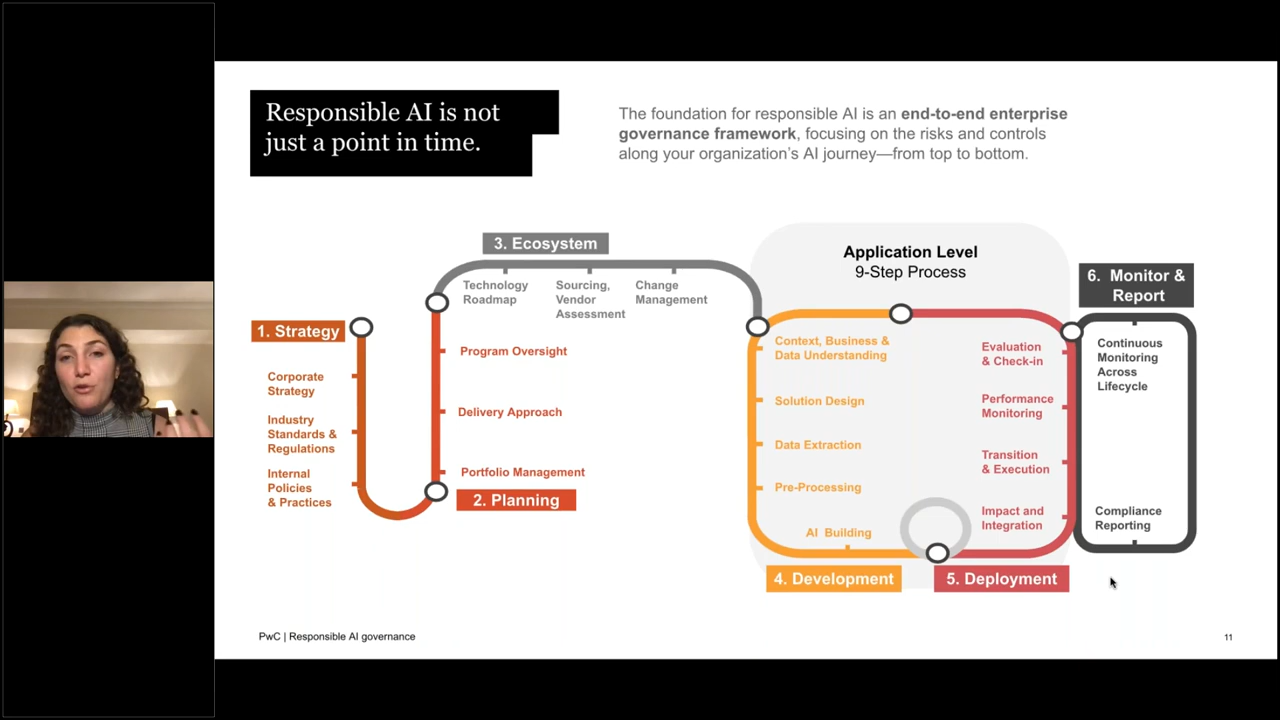 Responsible AI is not
just a point in time.
The foundation for responsible AI is an end-to-end enterprise
governance framework, focusing on the risks and controls
along your organization's AI journey—from top to bottom.
1. Strategy
Corporate
Strategy
Industry
Standards &
Regulations
Internal
Policies
& Practices
Program Oversight
Delivery Approach
Portfolio Management
2. Planning
3. Ecosystem
Technology
Roadmap
Sourcing,
Vendor
Assessment
Change
Management
Application Level
9-Step Process
Context, Business &
Data Understanding
Solution Design
Data Extraction
Pre-Processing
AI Building
4. Development
Evaluation
& Check-in
Performance
Monitoring
Transition
& Execution
Impact and
Integration
5. Deployment
6. Monitor &
Report
Continuous
Monitoring
Across
Lifecycle
Compliance
Reporting
PwC | Responsible AI governance
11